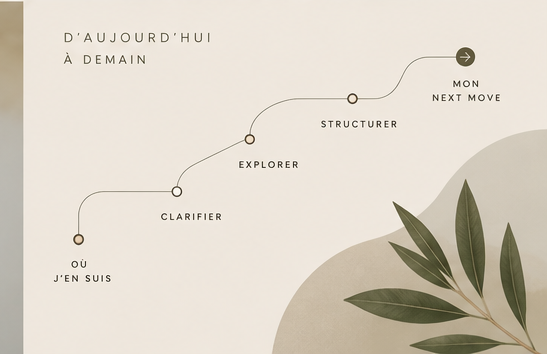 D'AUJOURD'HUI
À DEMAIN
MON
NEXT MOVE
STRUCTURER
EXPLORER
CLARIFIER
OÙ
J'EN SUIS